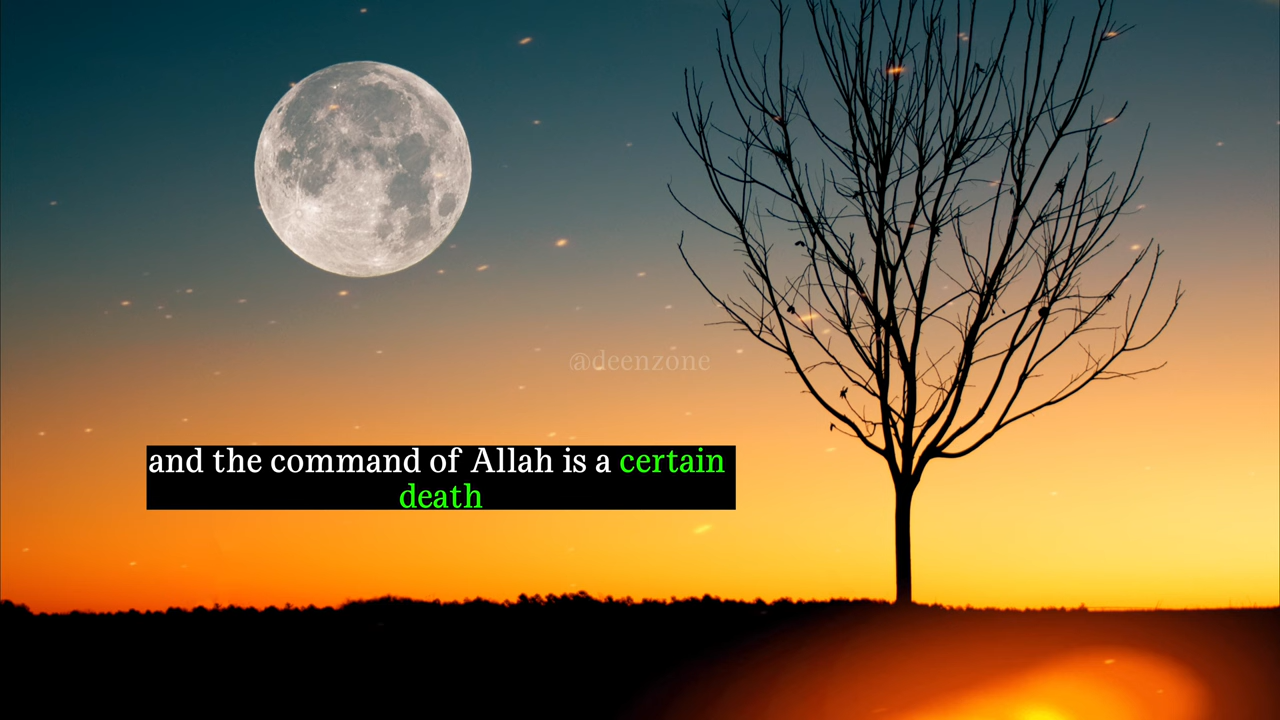 @deenzone
and the command of Allah is a certain
death